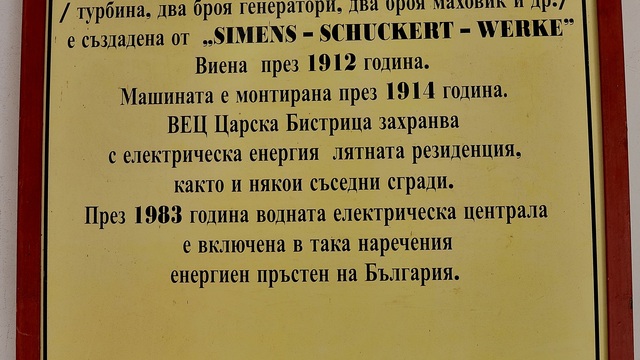 / турбина, два броя генератори, два броя маховик и др./
е създадена от „SIMENS – SCHUCKERT – WERKE”
Виена през 1912 година.
Машината е монтирана през 1914 година.
ВЕЦ Царска Бистрица захранва
с електрическа енергия лятната резиденция,
както и някои съседни сгради.
През 1983 година водната електрическа централа
е включена в така наречения
енергиен пръстен на България.